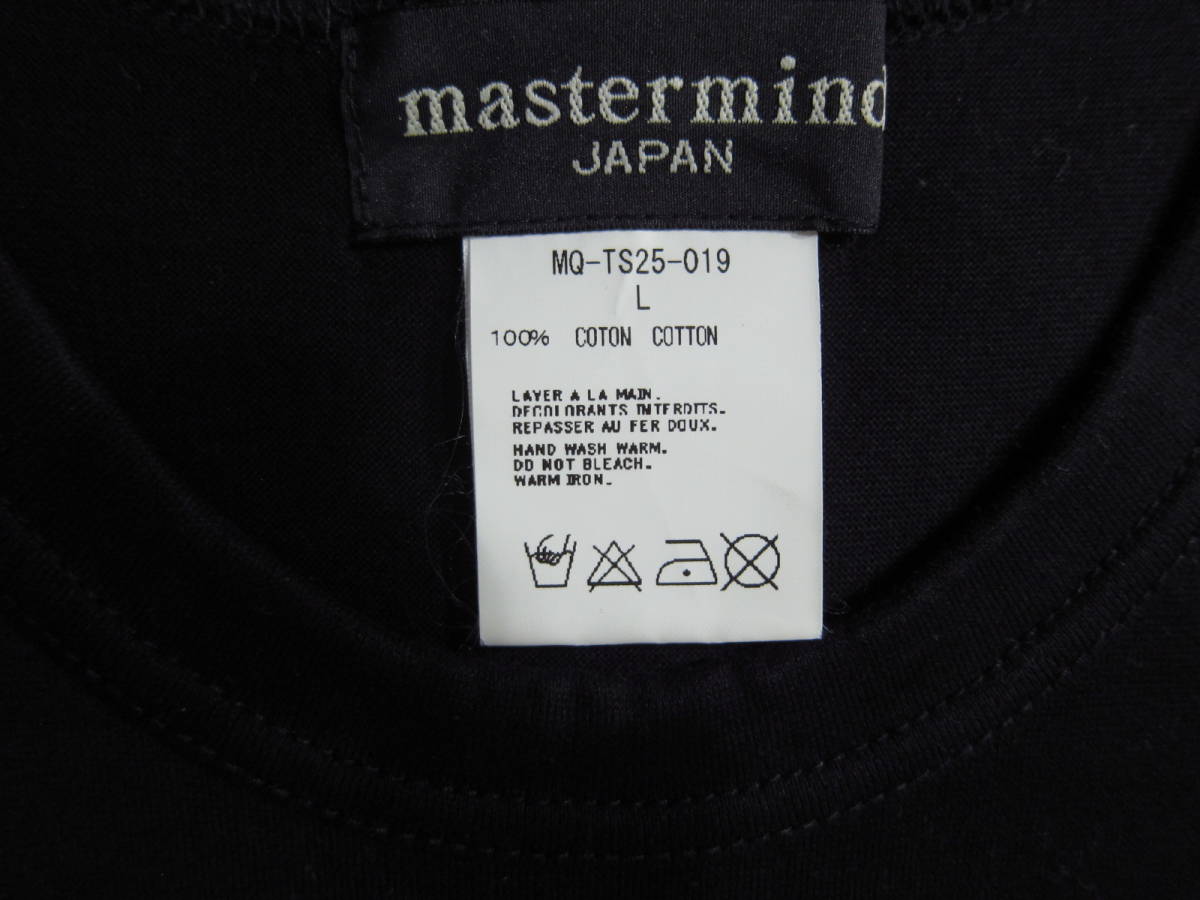 mastermind
JAPAN
MQ-TS25-019
L
100% COTON COTTON
LAVER A LA MAIN.
DECOLORANTS INTERDITS.
REPASSER AU FER DOUX.
HAND WASH WARM.
DO NOT BLEACH.
WARM IRON.